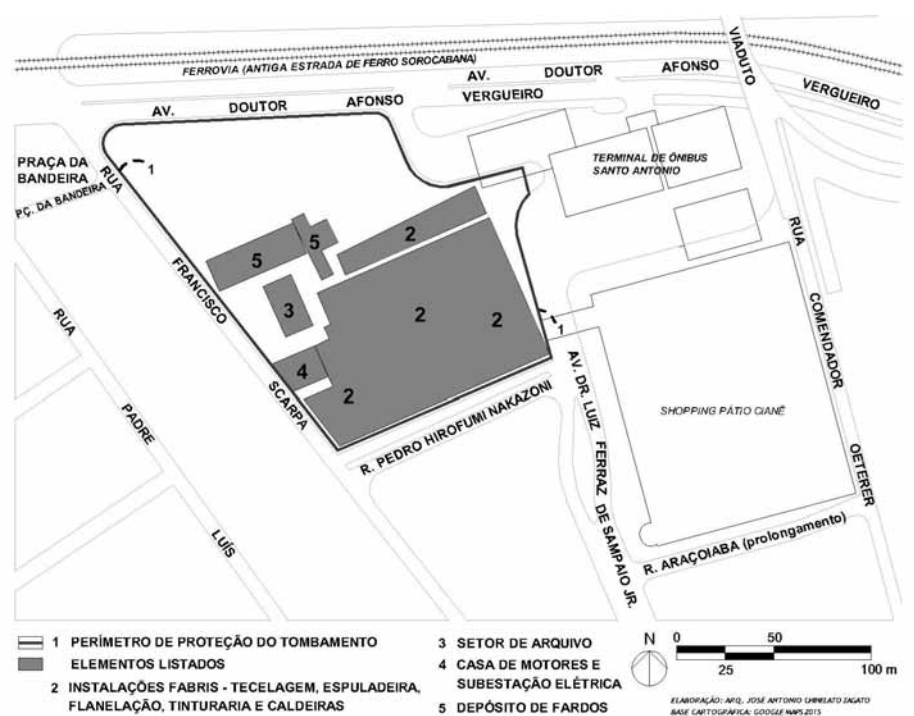 FERROVIA (ANTIGA ESTRADA DE FERRO SOROCABANA)
AV. DOUTOR AFONSO VERGUEIRO
AV. DOUTOR AFONSO
VERGUEIRO
VIADUTO
PRAÇA DA
BANDEIRA
PÇ. DA BANDEIRA
1
TERMINAL DE ÔNIBUS
SANTO ANTONIO
RUA FRANCISCO SCARPA
5
5
2
3
2
2
4
2
1
RUA COMENDADOR OETERER
RUA PADRE LUÍS
SHOPPING PÁTIO CIANÊ
R. PEDRO HIROFUMI NAKAZONI
AV. DR. LUIZ FERRAZ DE SAMPAIO JR.
R. ARAÇOIABA (prolongamento)
1 PERÍMETRO DE PROTEÇÃO DO TOMBAMENTO
ELEMENTOS LISTADOS
2 INSTALAÇÕES FABRIS - TECELAGEM, ESPULADEIRA,
FLANELAÇÃO, TINTURARIA E CALDEIRAS
3 SETOR DE ARQUIVO
4 CASA DE MOTORES E
SUBESTAÇÃO ELÉTRICA
5 DEPÓSITO DE FARDOS
N
0 50
25 100 m
ELABORAÇÃO: ARQ. JOSÉ ANTONIO CHINELATO ZAGATO
BASE CARTOGRÁFICA: GOOGLE MAPS 2015